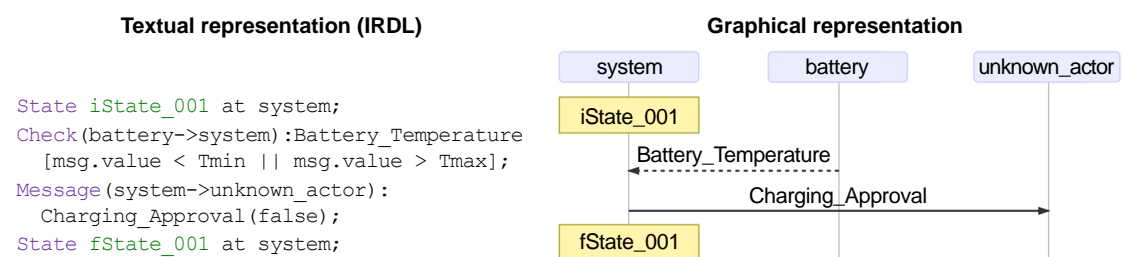 Textual representation (IRDL)
State iState_001 at system;
Check(battery->system):Battery_Temperature
[msg.value < Tmin || msg.value > Tmax];
Message(system->unknown_actor):
Charging_Approval(false);
State fState_001 at system;
Graphical representation
system
battery
unknown_actor
iState_001
Battery_Temperature
Charging_Approval
fState_001